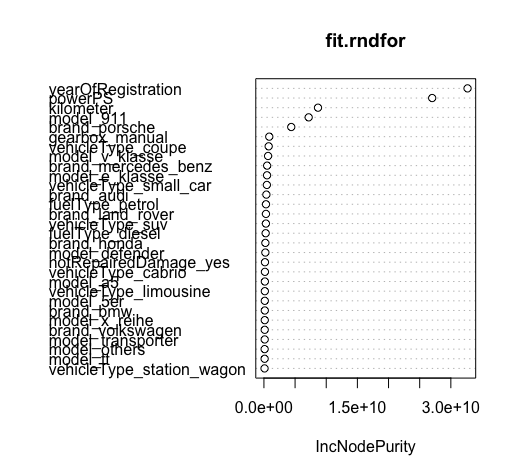 fit.rndfor
yearOfRegistration
powerPS
kilometer
model_911
brand_porsche
gearbox_manual
vehicleType_coupe
model_v_klasse
brand_mercedes_benz
model_e_klasse
vehicleType_small_car
brand_audi
fuelType_petrol
brand_land_rover
vehicleType_suv
fuelType_diesel
brand_honda
model_defender
notRepairedDamage_yes
vehicleType_cabrio
model_a5
vehicleType_limousine
model_5er
brand_bmw
model_x_reihe
brand_volkswagen
model_transporter
model_others
model_tt
vehicleType_station_wagon
0.0e+00 1.5e+10 3.0e+10
IncNodePurity